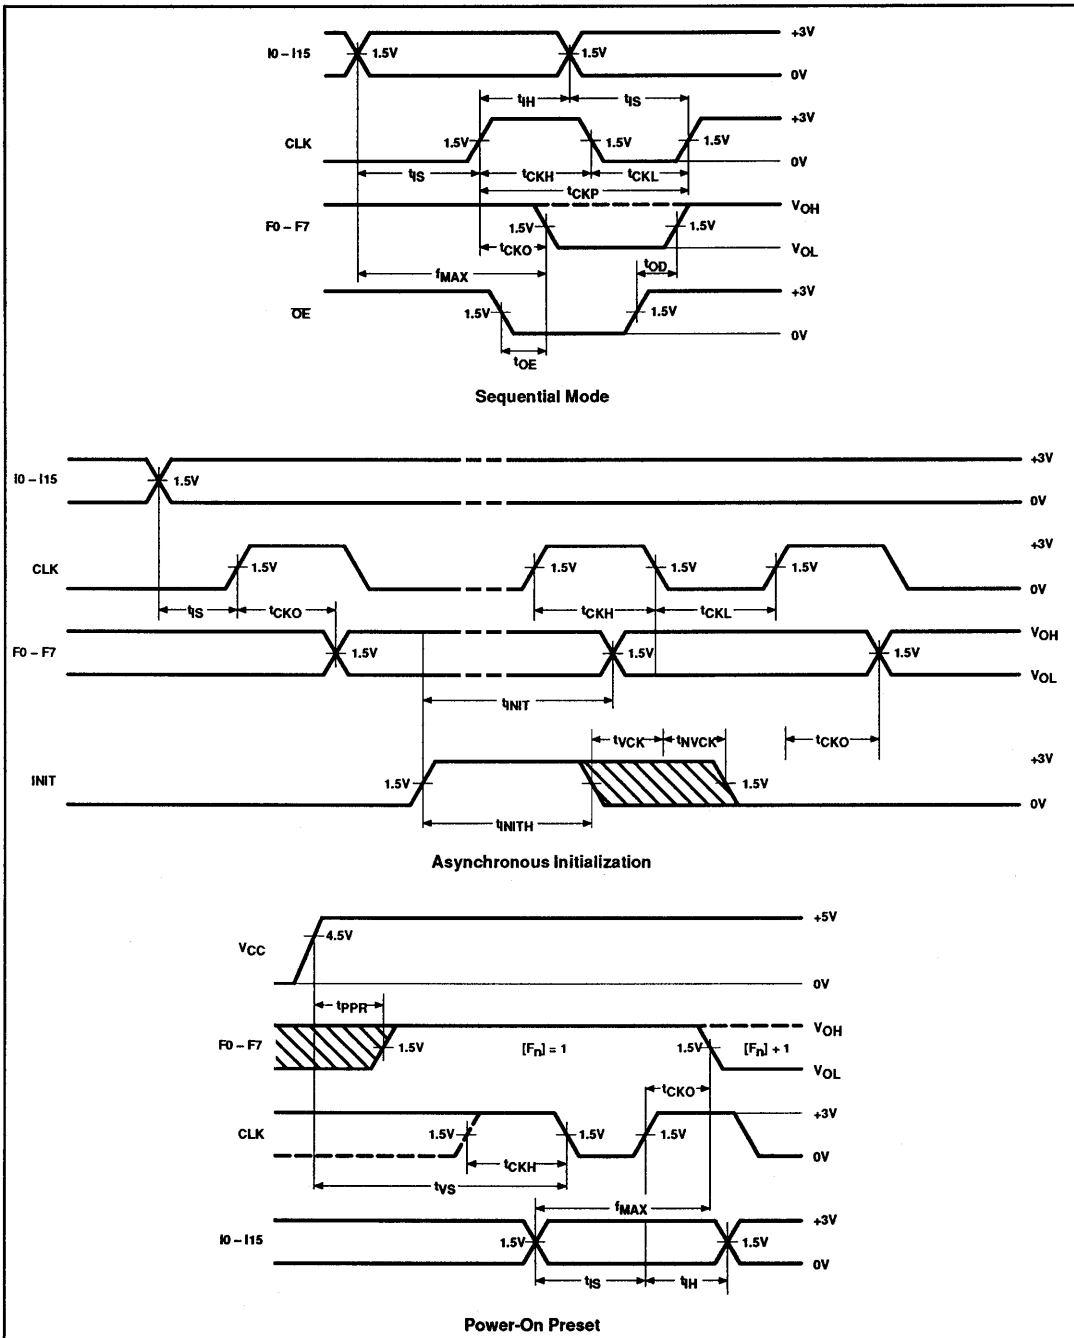 I0 – I15 1.5V 1.5V +3V
0V
tIH tIS
CLK 1.5V 1.5V 1.5V +3V
0V
tIS tCKH tCKL
tCKP
F0 – F7 1.5V 1.5V VOH
VOL
tCKO tOD
fMAX
OE 1.5V 1.5V +3V
0V
tOE
Sequential Mode
I0 – I15 1.5V +3V
0V
CLK 1.5V 1.5V 1.5V 1.5V +3V
0V
tIS tCKO tCKH tCKL
F0 – F7 1.5V 1.5V 1.5V VOH
VOL
tINIT
tVCK tNVCK tCKO
INIT 1.5V 1.5V +3V
0V
tINITH
Asynchronous Initialization
VCC 4.5V +5V
0V
tPPR
F0 – F7 1.5V [Fn] = 1 1.5V [Fn] + 1 VOH
VOL
tCKO
CLK 1.5V 1.5V 1.5V +3V
0V
tCKH
tVS
fMAX
I0 – I15 1.5V 1.5V +3V
0V
tIS tIH
Power-On Preset